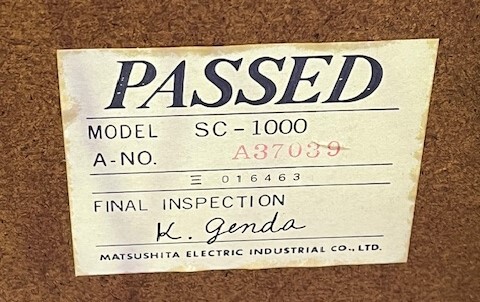 PASSED
MODEL SC-1000
A-NO. A37039
三 016463
FINAL INSPECTION
K. Genda
MATSUSHITA ELECTRIC INDUSTRIAL CO., LTD.